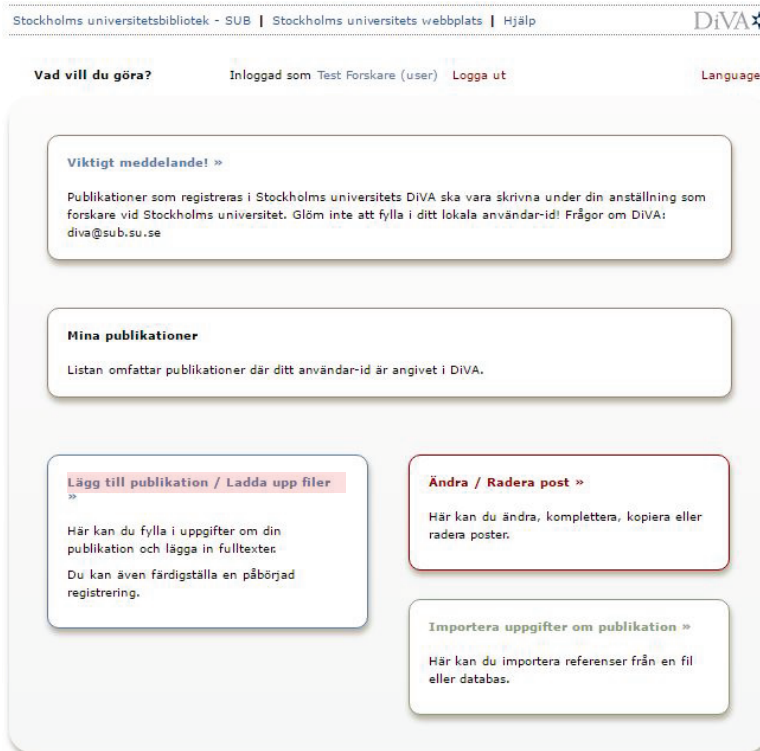 Stockholms universitetsbibliotek - SUB | Stockholms universitets webbplats | Hjälp
DiVA
Vad vill du göra? Inloggad som Test Forskare (user) Logga ut Language
Viktigt meddelande! »
Publikationer som registreras i Stockholms universitets DiVA ska vara skrivna under din anställning som
forskare vid Stockholms universitet. Glöm inte att fylla i ditt lokala användar-id! Frågor om DiVA:
diva@sub.su.se
Mina publikationer
Listan omfattar publikationer där ditt användar-id är angivet i DiVA.
Lägg till publikation / Ladda upp filer
»
Här kan du fylla i uppgifter om din
publikation och lägga in fulltexter.
Du kan även färdigställa en påbörjad
registrering.
Ändra / Radera post »
Här kan du ändra, komplettera, kopiera eller
radera poster.
Importera uppgifter om publikation »
Här kan du importera referenser från en fil
eller databas.